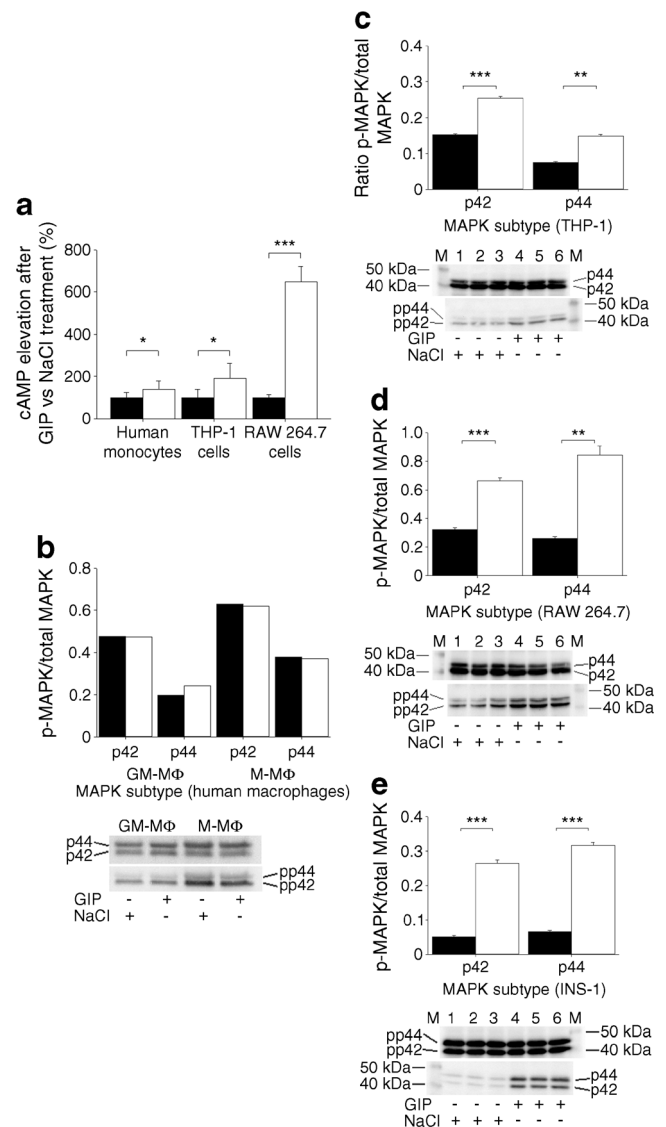 a
cAMP elevation after
GIP vs NaCl treatment (%)
800
600
400
200
100
0
*
*
***
Human
monocytes
THP-1
cells
RAW 264.7
cells
b
p-MAPK/total MAPK
0.8
0.6
0.4
0.2
0
p42 p44 p42 p44
GM-MΦ M-MΦ
MAPK subtype (human macrophages)
GM-MΦ M-MΦ
p44
p42
pp44
pp42
GIP - + - +
NaCl + - + -
c
Ratio p-MAPK/total
MAPK
0.4
0.3
0.2
0.1
0
*** **
p42 p44
MAPK subtype (THP-1)
M 1 2 3 4 5 6 M
50 kDa
40 kDa
p44
p42
pp44
pp42
50 kDa
40 kDa
GIP - - - + + +
NaCl + + + - - -
d
p-MAPK/total MAPK
1.0
0.8
0.6
0.4
0.2
0
*** **
p42 p44
MAPK subtype (RAW 264.7)
M 1 2 3 4 5 6 M
50 kDa
40 kDa
p44
p42
pp44
pp42
50 kDa
40 kDa
GIP - - - + + +
NaCl + + + - - -
e
p-MAPK/total MAPK
0.4
0.3
0.2
0.1
0
*** ***
p42 p44
MAPK subtype (INS-1)
M 1 2 3 4 5 6 M
pp44
pp42
50 kDa
40 kDa
50 kDa
40 kDa
p44
p42
GIP - - - + + +
NaCl + + + - - -